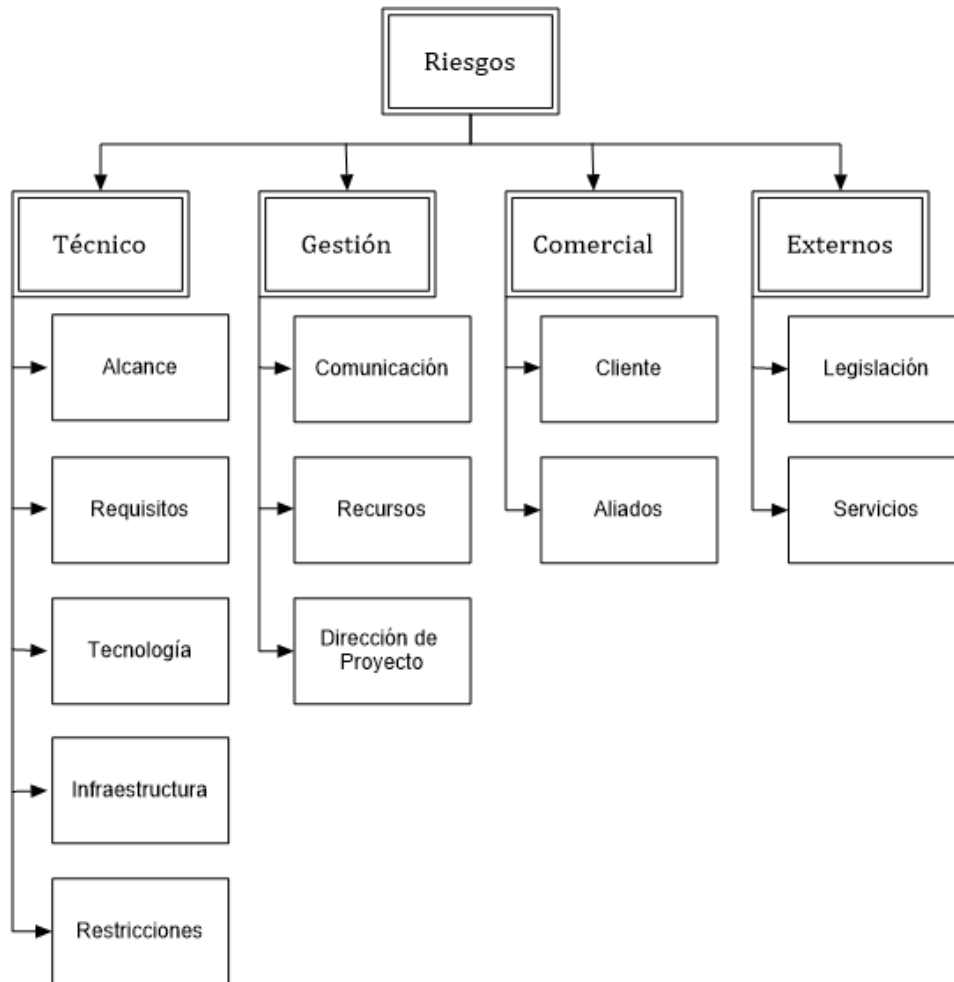 Riesgos
Técnico
Gestión
Comercial
Externos
Alcance
Comunicación
Cliente
Legislación
Requisitos
Recursos
Aliados
Servicios
Tecnología
Dirección de
Proyecto
Infraestructura
Restricciones